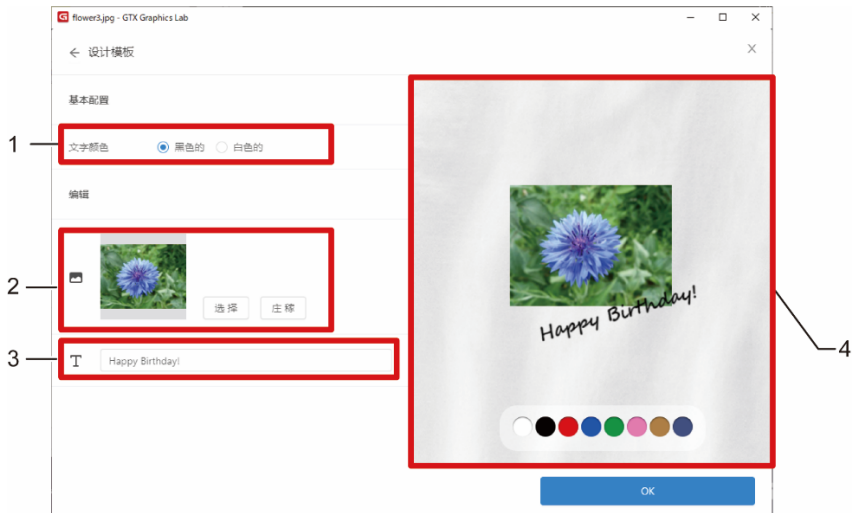 flower3.jpg - GTX Graphics Lab
设计模板
基本配置
1
文字颜色 黑色的 白色的
编辑
2
选择 庄稼
3
T Happy Birthday!
Happy Birthday!
4
OK